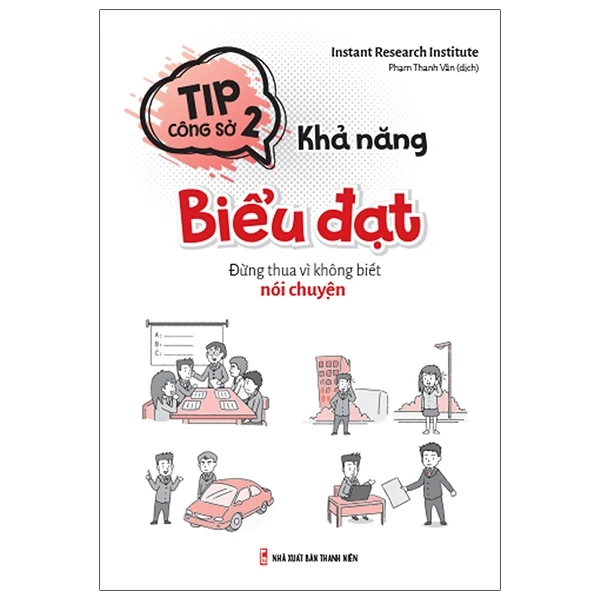 Instant Research Institute
Phạm Thanh Vân (dịch)
TIP
CÔNG SỞ 2
Khả năng
Biểu đạt
Đừng thua vì không biết
nói chuyện
A:
B:
C:
NHÀ XUẤT BẢN THANH NIÊN